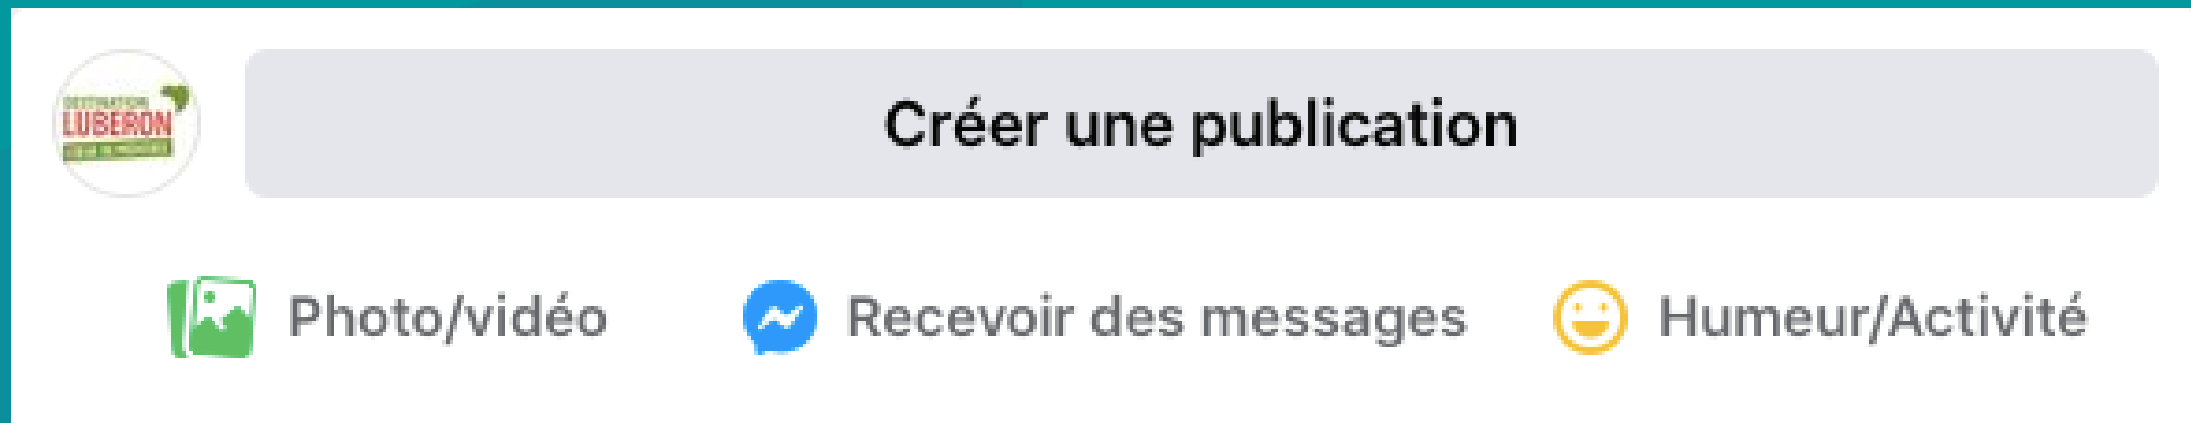 DESTINATION
LUBERON
Créer une publication
Photo/vidéo
Recevoir des messages
Humeur/Activité